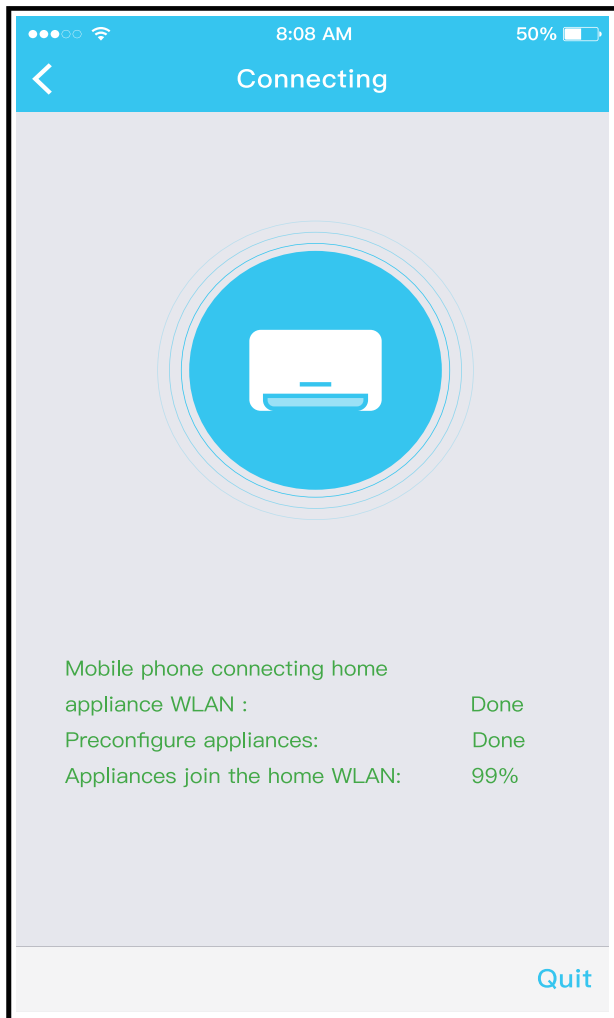 8:08 AM 50%
Connecting
Mobile phone connecting home
appliance WLAN : Done
Preconfigure appliances: Done
Appliances join the home WLAN: 99%
Quit